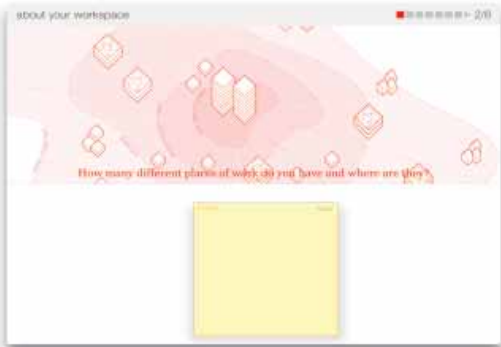 about your workspace
2/8
How many different places of work do you have and where are they?